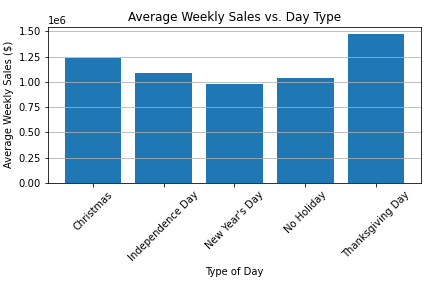 Average Weekly Sales vs. Day Type
1e6
Average Weekly Sales ($)
1.50
1.25
1.00
0.75
0.50
0.25
0.00
Christmas
Independence Day
New Year's Day
No Holiday
Thanksgiving Day
Type of Day